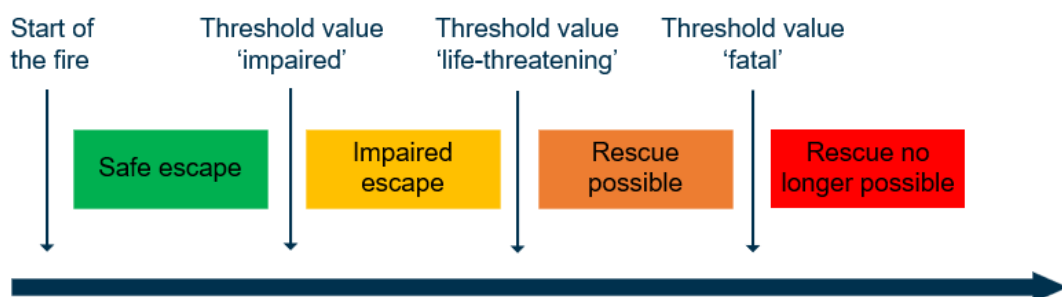 Start of
the fire
Threshold value
‘impaired’
Threshold value
‘life-threatening’
Threshold value
‘fatal’
Safe escape
Impaired
escape
Rescue
possible
Rescue no
longer possible